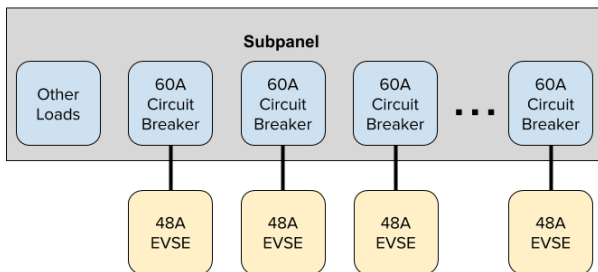 Subpanel
Other
Loads
60A
Circuit
Breaker
60A
Circuit
Breaker
60A
Circuit
Breaker
...
60A
Circuit
Breaker
48A
EVSE
48A
EVSE
48A
EVSE
48A
EVSE